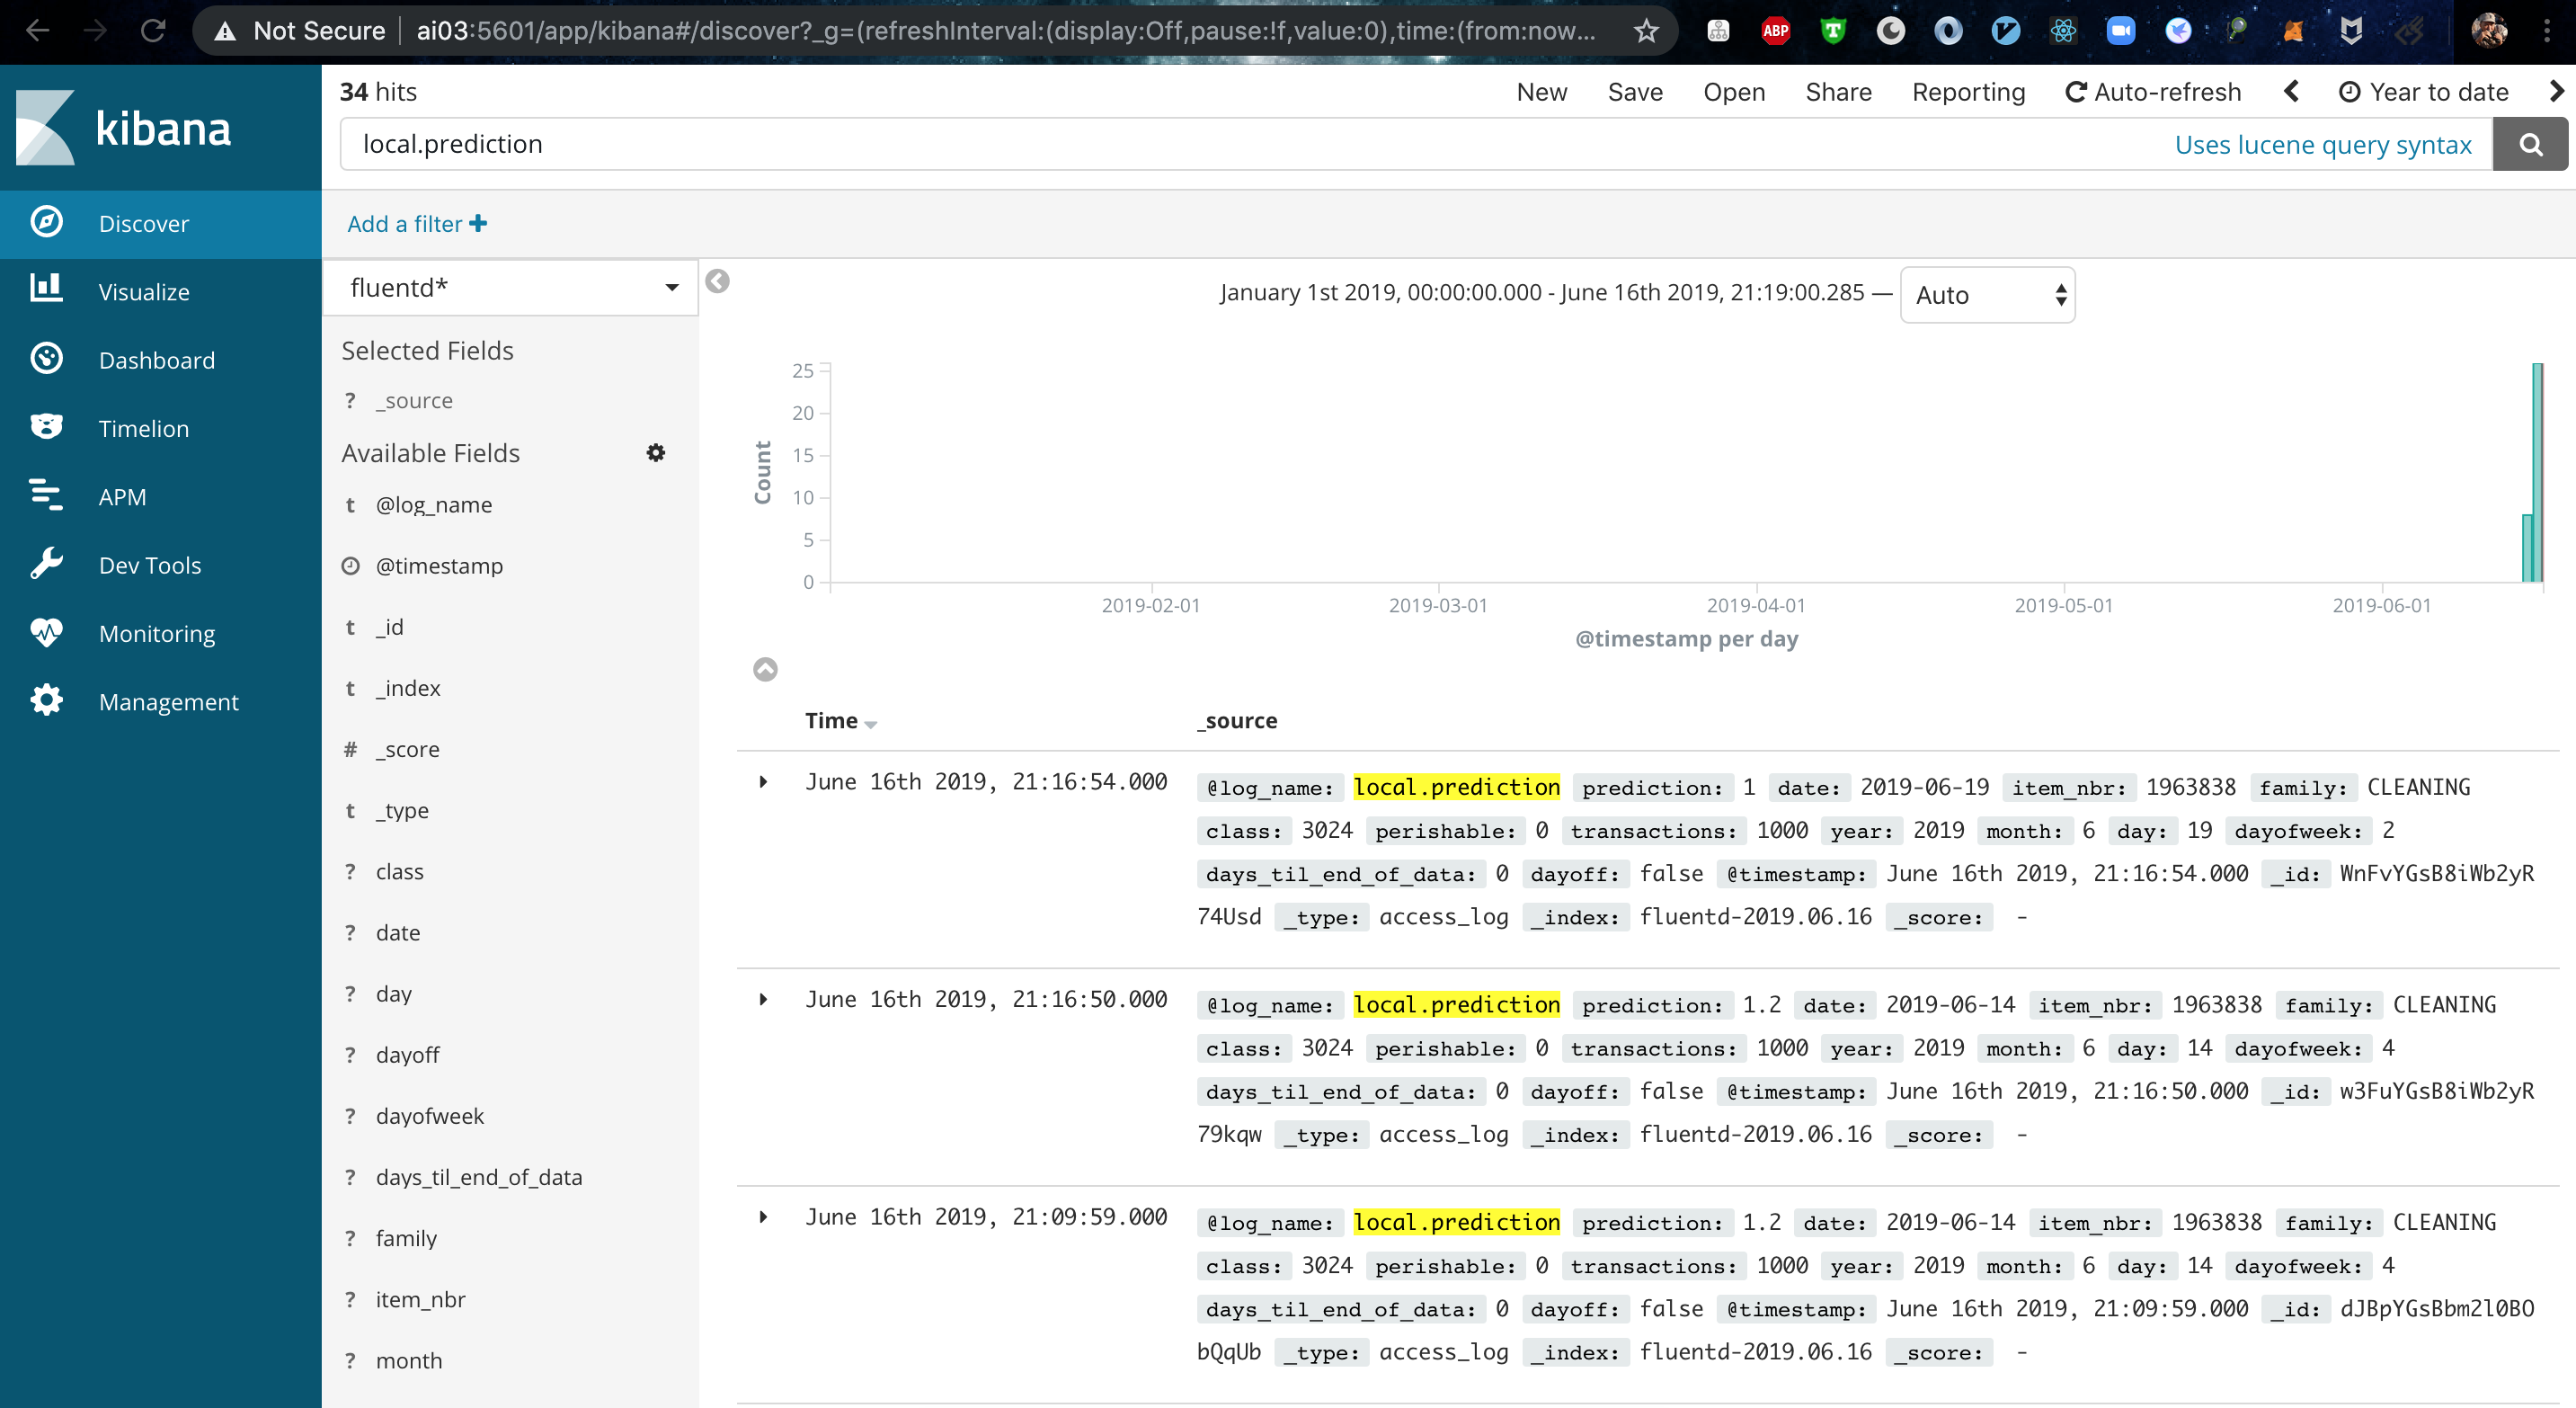 Not Secure | ai03:5601/app/kibana#/discover?_g=(refreshInterval:(display:Off,pause:!f,value:0),time:(from:now...
ABP
kibana
Discover
Visualize
Dashboard
Timelion
APM
Dev Tools
Monitoring
Management
34 hits
New Save Open Share Reporting Auto-refresh Year to date
local.prediction
Uses lucene query syntax
Add a filter +
fluentd*
Selected Fields
? _source
Available Fields
t @log_name
@timestamp
t _id
t _index
# _score
t _type
? class
? date
? day
? dayoff
? dayofweek
? days_til_end_of_data
? family
? item_nbr
? month
January 1st 2019, 00:00:00.000 - June 16th 2019, 21:19:00.285 — Auto
Count
25
20
15
10
5
0
2019-02-01 2019-03-01 2019-04-01 2019-05-01 2019-06-01
@timestamp per day
Time _source
June 16th 2019, 21:16:54.000 @log_name: local.prediction prediction: 1 date: 2019-06-19 item_nbr: 1963838 family: CLEANING
class: 3024 perishable: 0 transactions: 1000 year: 2019 month: 6 day: 19 dayofweek: 2
days_til_end_of_data: 0 dayoff: false @timestamp: June 16th 2019, 21:16:54.000 _id: WnFvYGsB8iWb2yR
74Usd _type: access_log _index: fluentd-2019.06.16 _score: -
June 16th 2019, 21:16:50.000 @log_name: local.prediction prediction: 1.2 date: 2019-06-14 item_nbr: 1963838 family: CLEANING
class: 3024 perishable: 0 transactions: 1000 year: 2019 month: 6 day: 14 dayofweek: 4
days_til_end_of_data: 0 dayoff: false @timestamp: June 16th 2019, 21:16:50.000 _id: w3FuYGsB8iWb2yR
79kqw _type: access_log _index: fluentd-2019.06.16 _score: -
June 16th 2019, 21:09:59.000 @log_name: local.prediction prediction: 1.2 date: 2019-06-14 item_nbr: 1963838 family: CLEANING
class: 3024 perishable: 0 transactions: 1000 year: 2019 month: 6 day: 14 dayofweek: 4
days_til_end_of_data: 0 dayoff: false @timestamp: June 16th 2019, 21:09:59.000 _id: dJBpYGsBbm2l0BO
bQqUb _type: access_log _index: fluentd-2019.06.16 _score: -